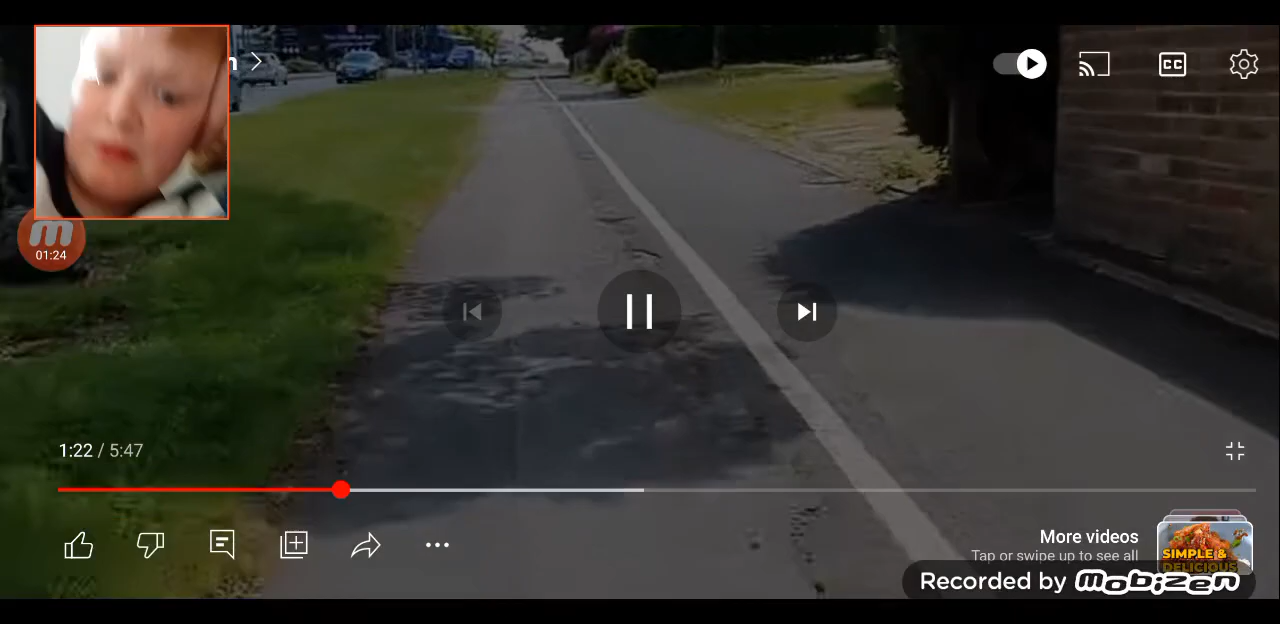 n
CC
m
01:24
1:22 / 5:47
More videos
Tap or swipe up to see all
SIMPLE &
DELICIOUS
Recorded by mobizen